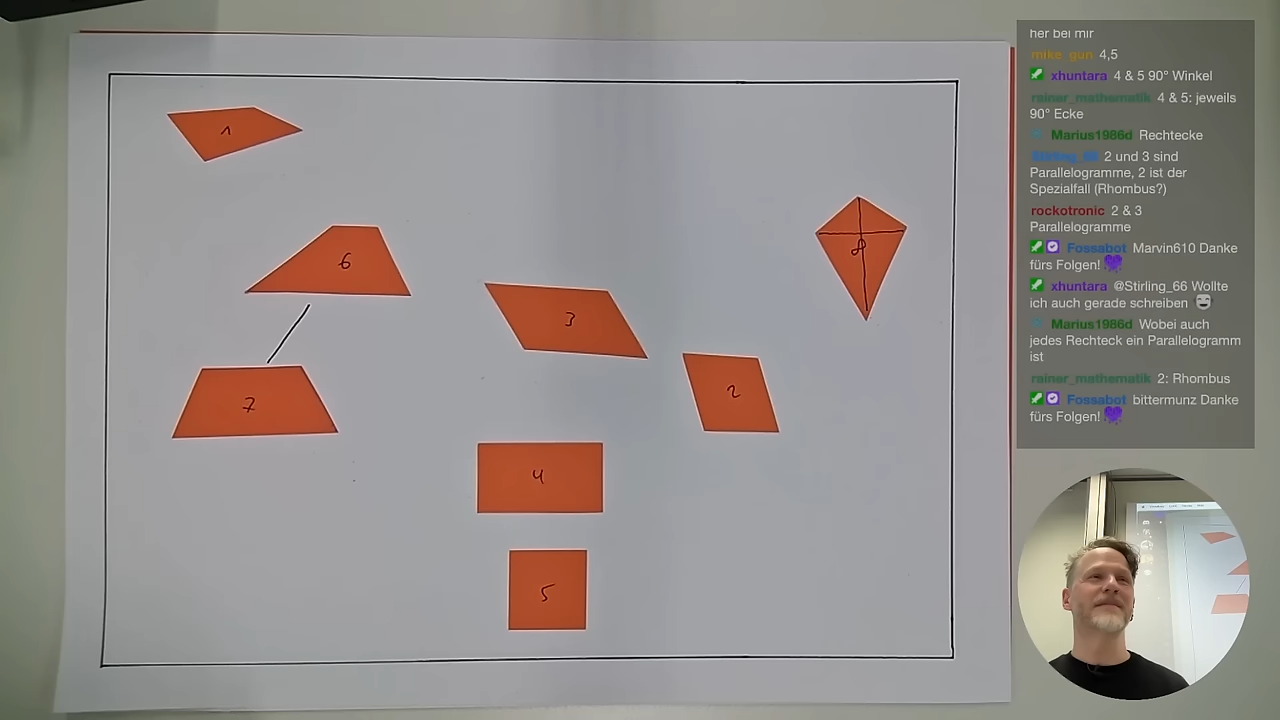 1
6
8
3
2
7
4
5
her bei mir
mike_gun 4,5
xhuntara 4 & 5 90° Winkel
rainer_mathematik 4 & 5: jeweils
90° Ecke
Marius1986d Rechtecke
Stirling_66 2 und 3 sind
Parallelogramme, 2 ist der
Spezialfall (Rhombus?)
rockotronic 2 & 3
Parallelogramme
Fossabot Marvin610 Danke
fürs Folgen!
xhuntara @Stirling_66 Wollte
ich auch gerade schreiben
Marius1986d Wobei auch
jedes Rechteck ein Parallelogramm
ist
rainer_mathematik 2: Rhombus
Fossabot bittermunz Danke
fürs Folgen!